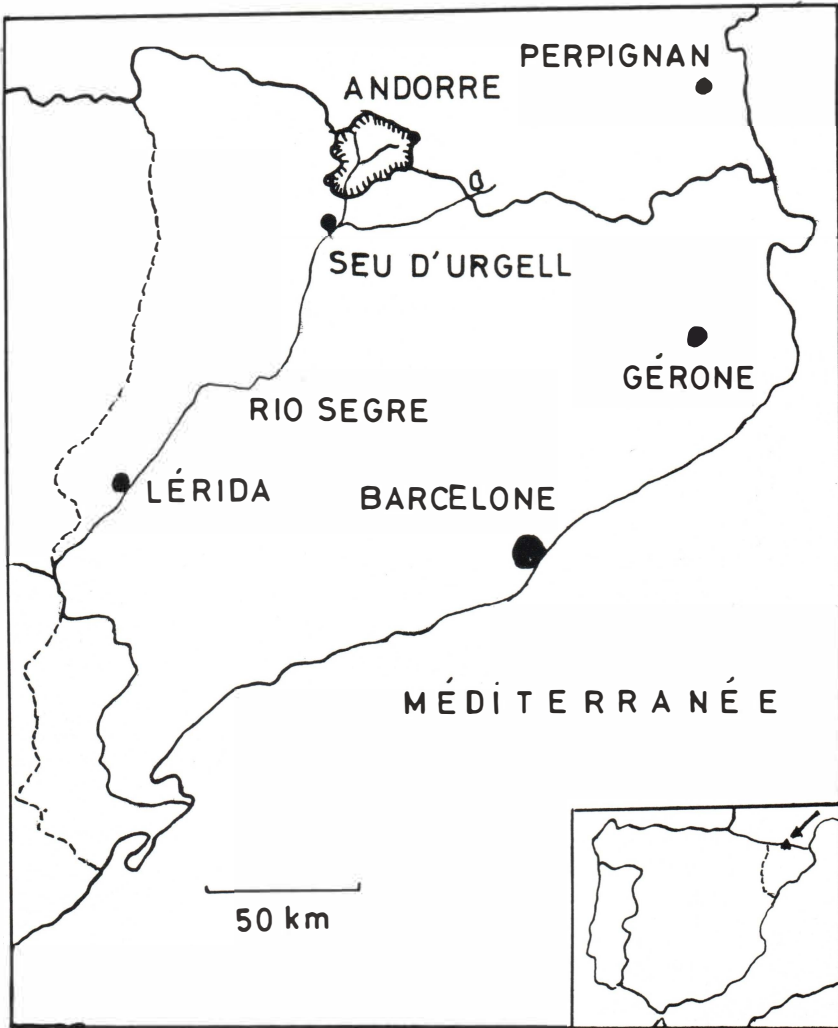 PERPIGNAN
ANDORRE
SEU D'URGELL
GÉRONE
RIO SEGRE
LÉRIDA
BARCELONE
MÉDITERRANÉE
50 km